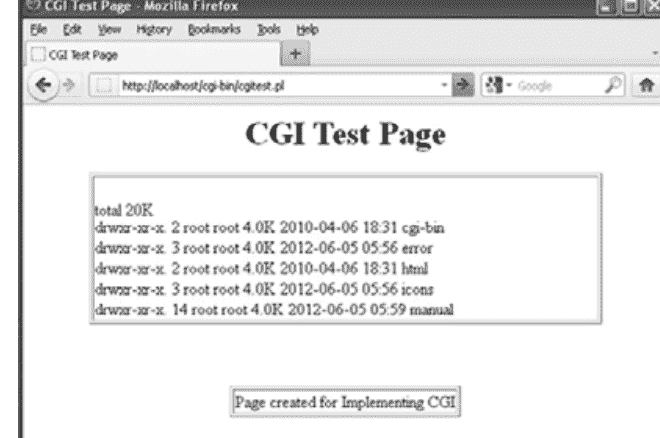 CGI Test Page - Mozilla Firefox
File Edit View History Bookmarks Tools Help
CGI Test Page +
http://localhost/cgi-bin/cgitest.pl Google
CGI Test Page
total 20K
drwxr-xr-x. 2 root root 4.0K 2010-04-06 18:31 cgi-bin
drwxr-xr-x. 3 root root 4.0K 2012-06-05 05:56 error
drwxr-xr-x. 2 root root 4.0K 2010-04-06 18:31 html
drwxr-xr-x. 3 root root 4.0K 2012-06-05 05:56 icons
drwxr-xr-x. 14 root root 4.0K 2012-06-05 05:59 manual
Page created for Implementing CGI